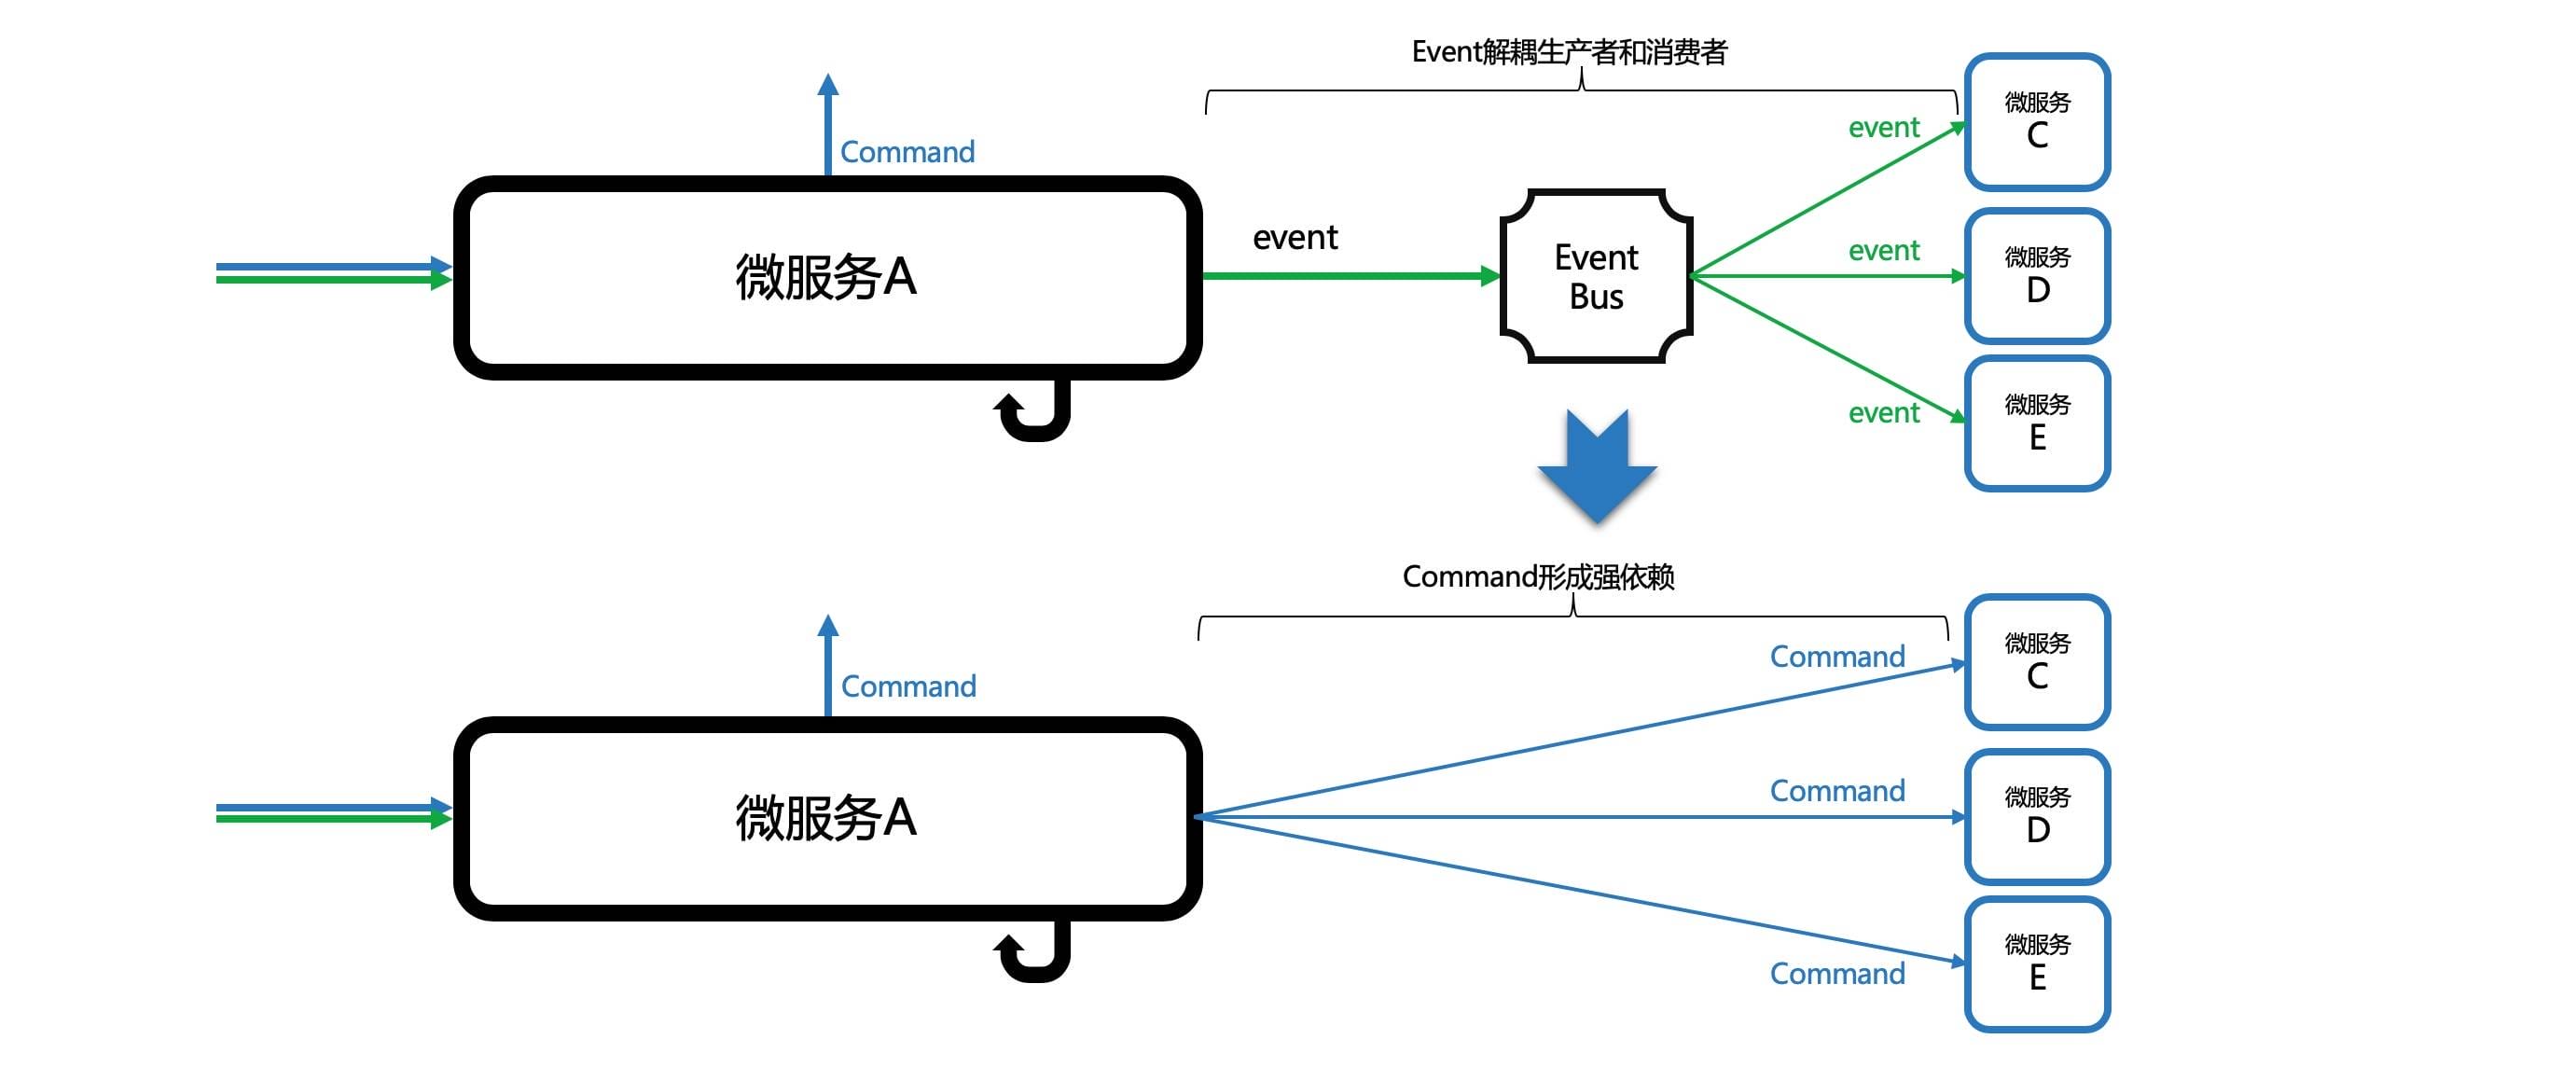 Event解耦生产者和消费者
微服务
C
event
Command
微服务A
event
Event
Bus
event
微服务
D
event
微服务
E
Command形成强依赖
微服务
C
Command
Command
微服务A
Command
微服务
D
Command
微服务
E